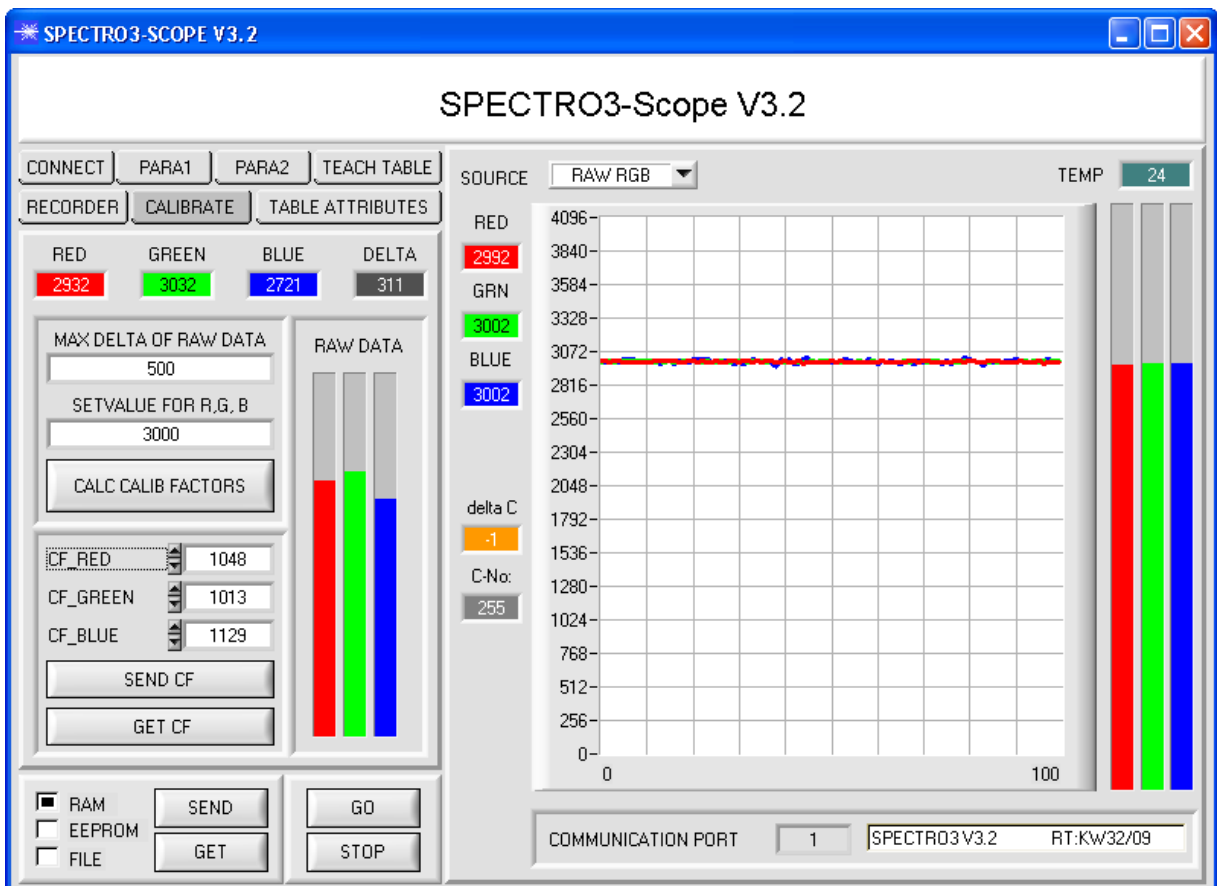 SPECTRO3-SCOPE V3.2
SPECTRO3-Scope V3.2
CONNECT PARA1 PARA2 TEACH TABLE
RECORDER CALIBRATE TABLE ATTRIBUTES
RED GREEN BLUE DELTA
2932 3032 2721 311
MAX DELTA OF RAW DATA
500
SETVALUE FOR R,G, B
3000
CALC CALIB FACTORS
CF_RED 1048
CF_GREEN 1013
CF_BLUE 1129
SEND CF
GET CF
RAW DATA
RAM
EEPROM
FILE
SEND
GET
GO
STOP
SOURCE RAW RGB TEMP 24
RED
2992
GRN
3002
BLUE
3002
delta C
-1
C-No:
255
4096
3840
3584
3328
3072
2816
2560
2304
2048
1792
1536
1280
1024
768
512
256
0
0 100
COMMUNICATION PORT 1 SPECTRO3 V3.2 RT:KW32/09